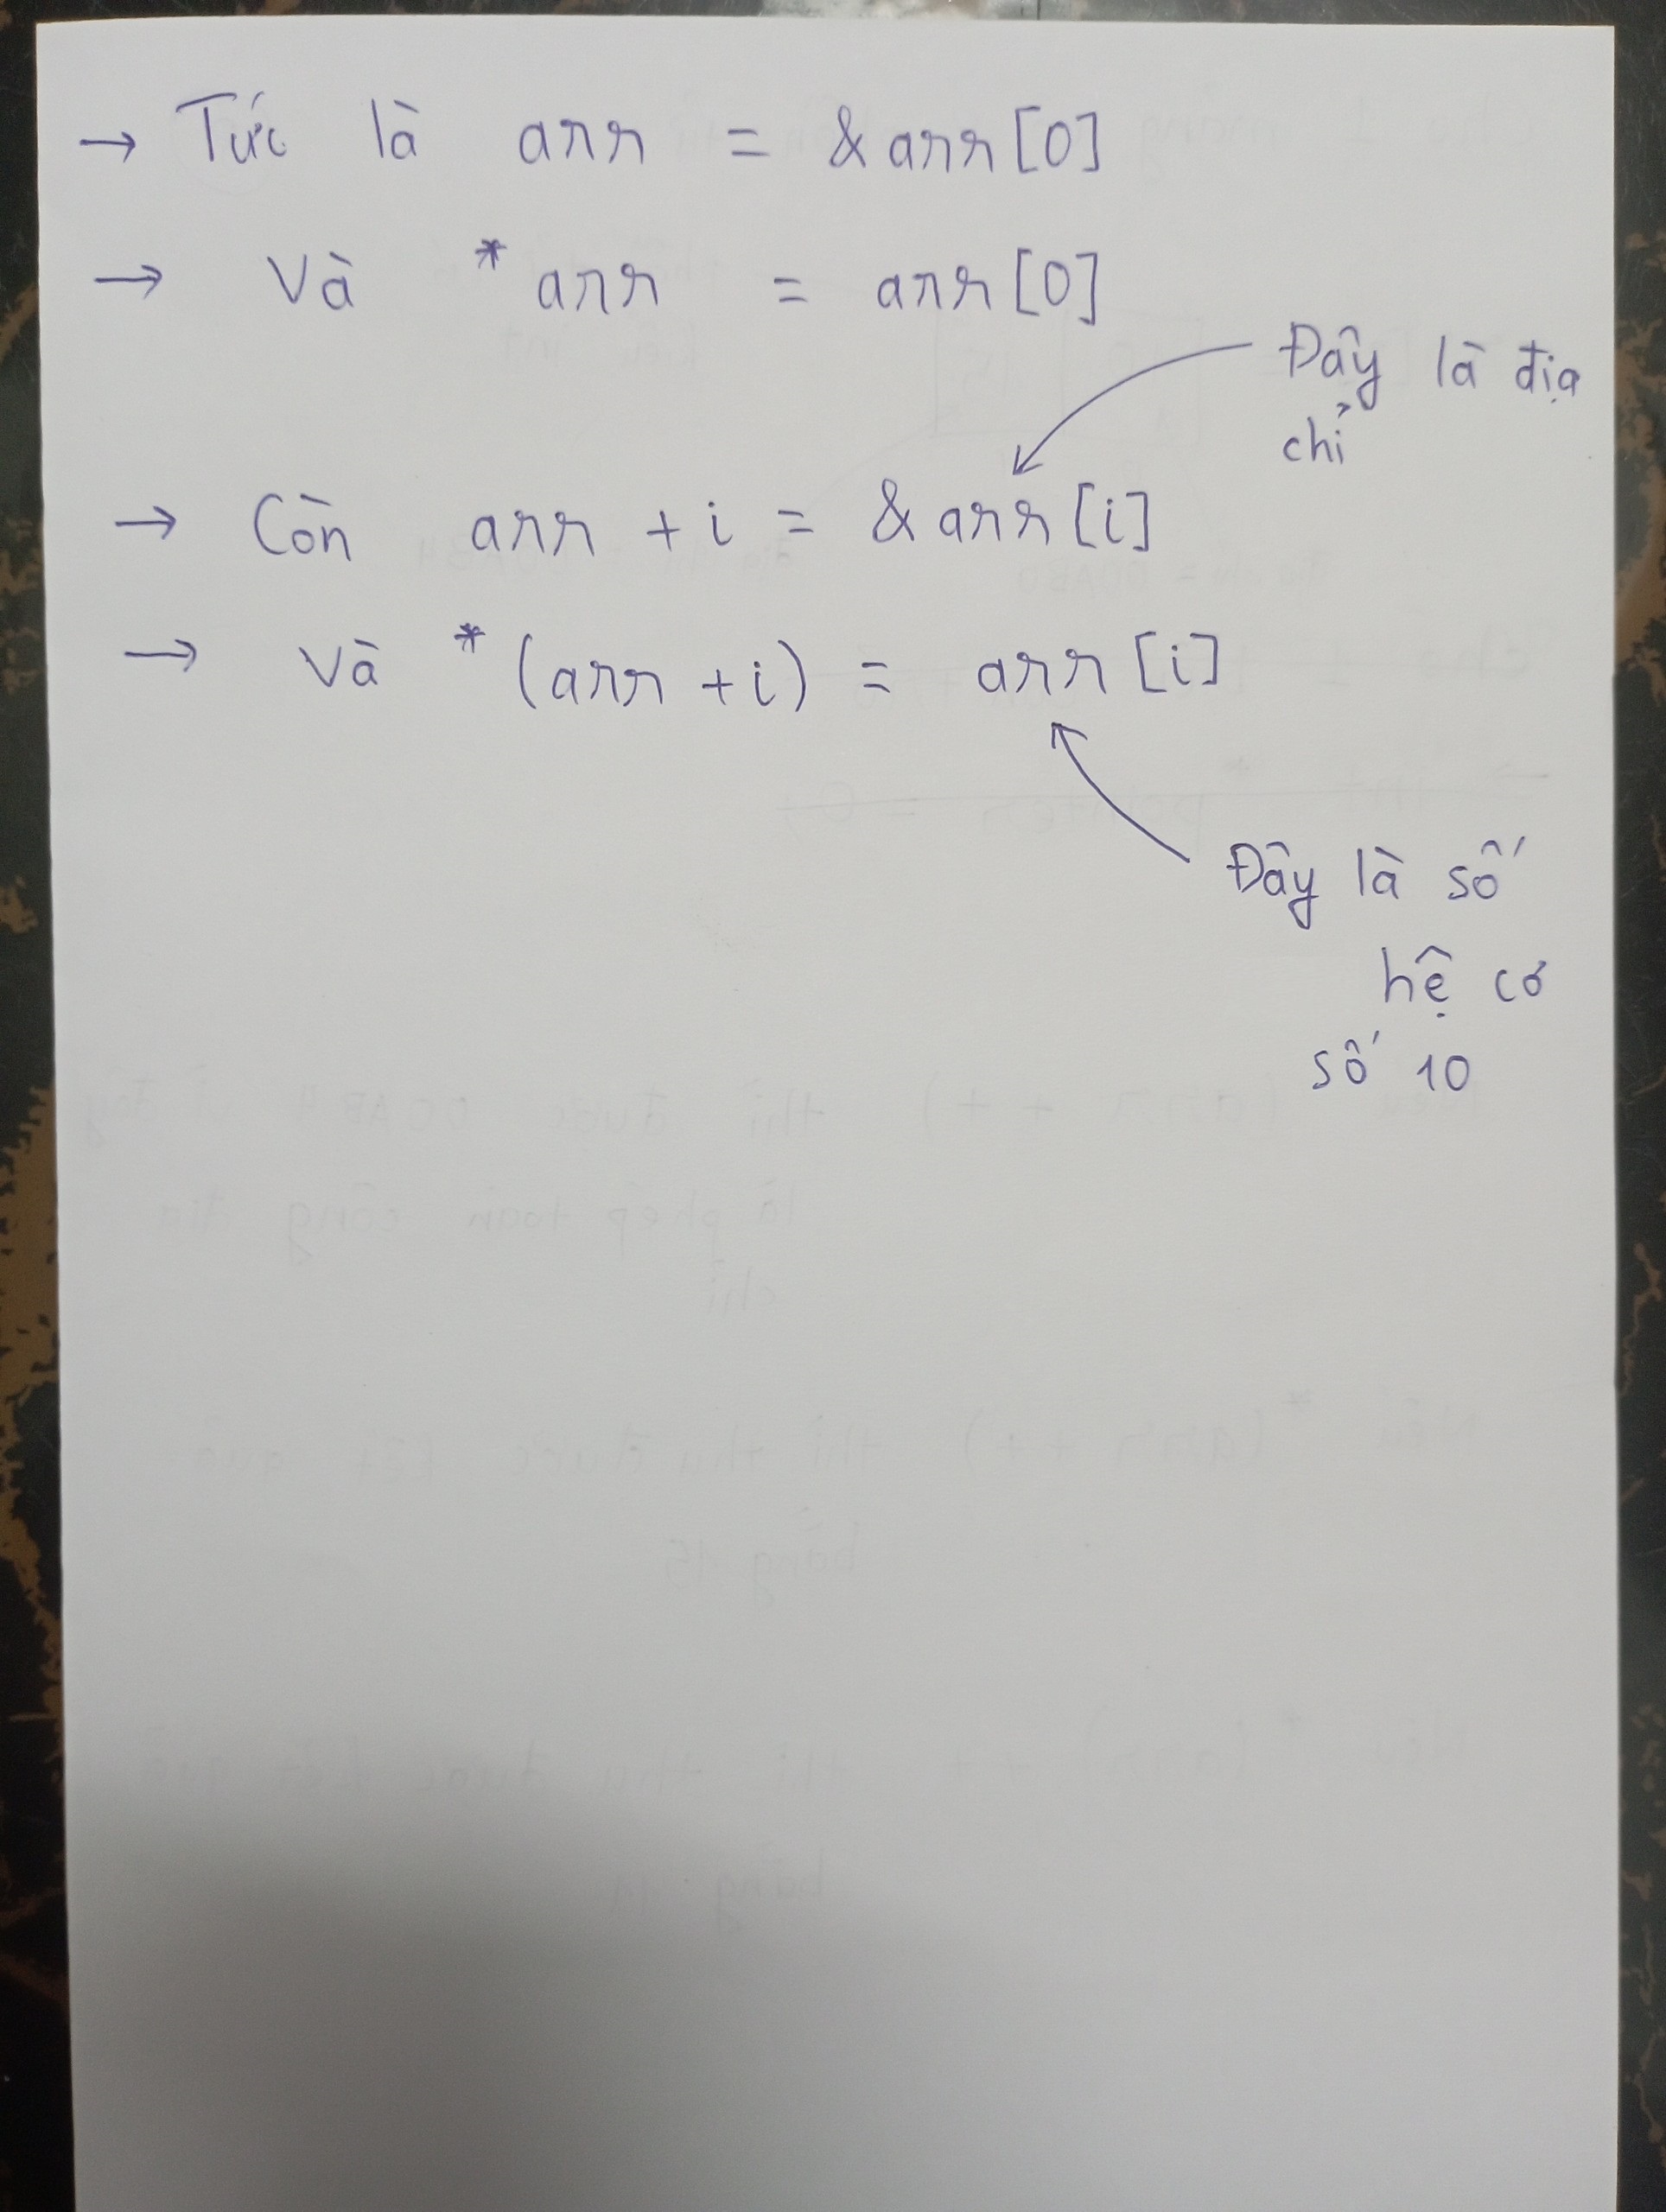 → Tức là arr = &arr[0]
→ Và *arr = arr[0]
Đây là địa
chỉ
→ Còn arr + i = &arr[i]
→ Và *(arr + i) = arr[i]
Đây là số
hệ cơ
số 10